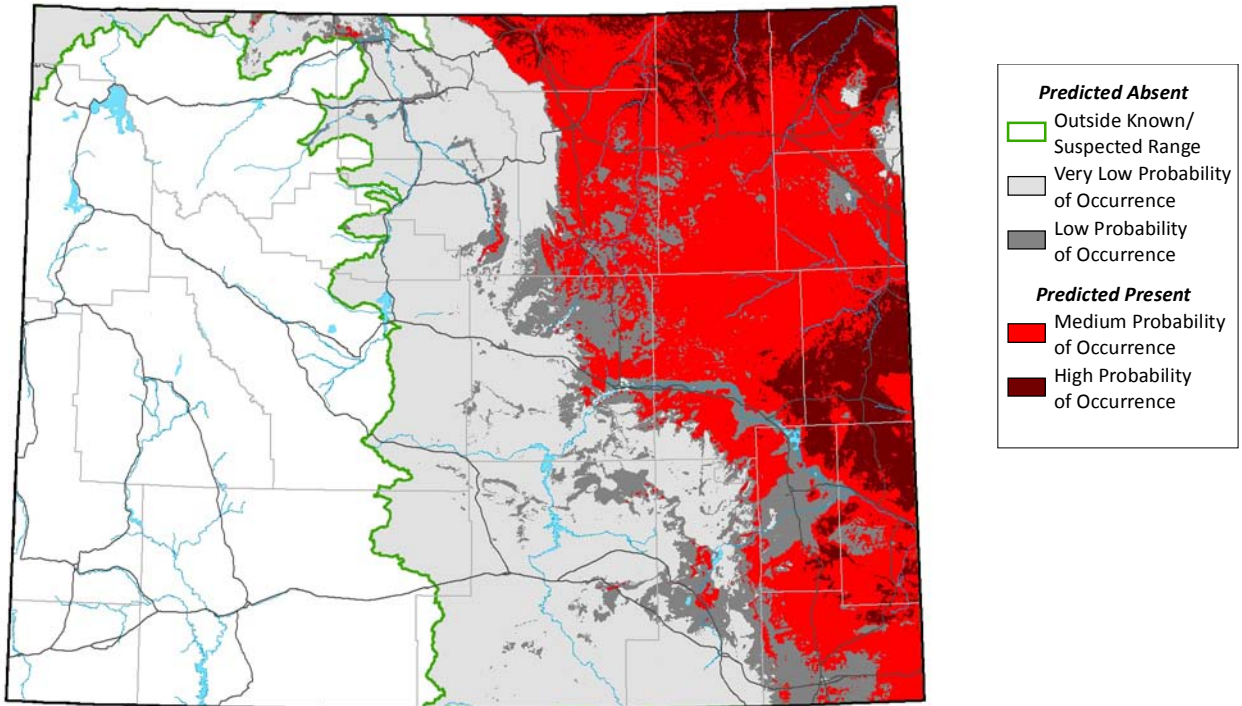 Predicted Absent
Outside Known/
Suspected Range
Very Low Probability
of Occurrence
Low Probability
of Occurrence
Predicted Present
Medium Probability
of Occurrence
High Probability
of Occurrence